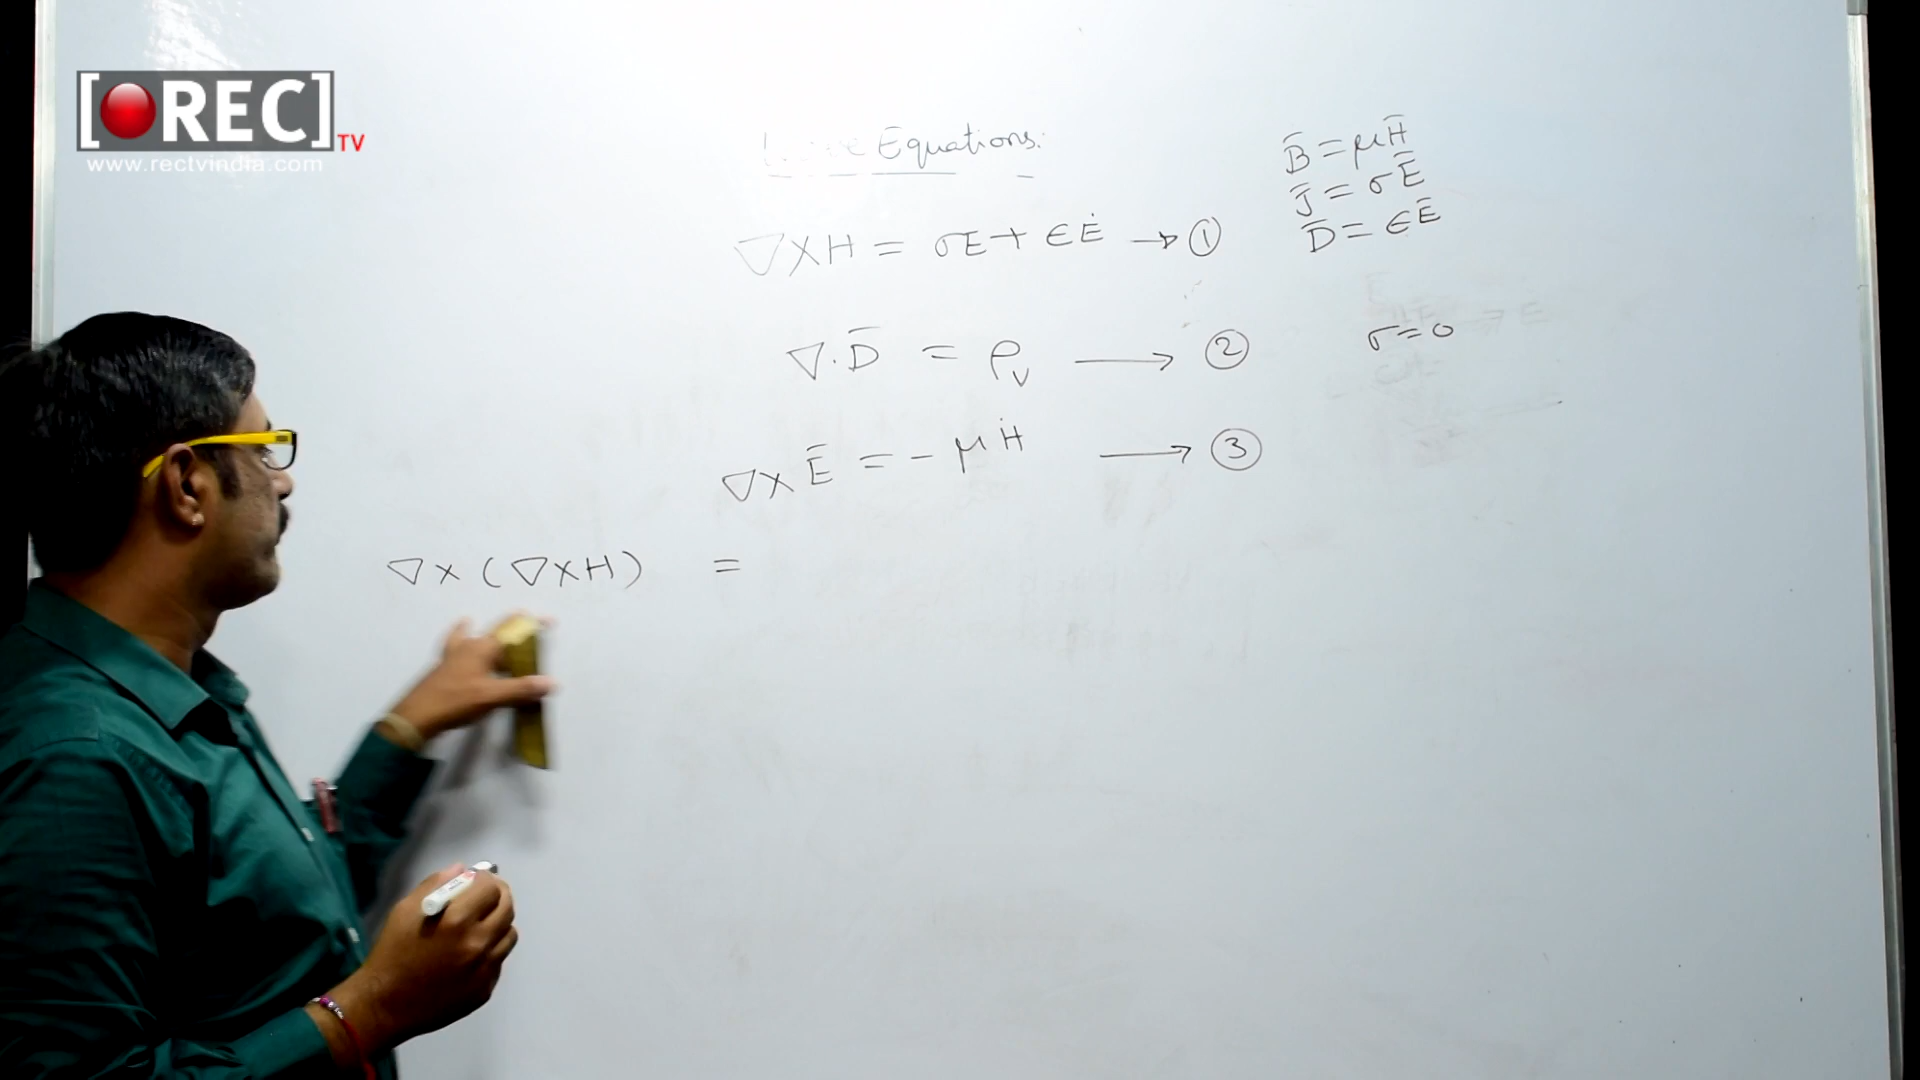 [REC] TV
www.rectvindia.com
Equations:
B̄ = μH̄
J̄ = σĒ
D̄ = ϵĒ
∇XH = σE + ϵĖ → ①
∇.D̄ = ρv → ②
σ = 0
∇x Ē = - μḢ → ③
∇x (∇XH) =